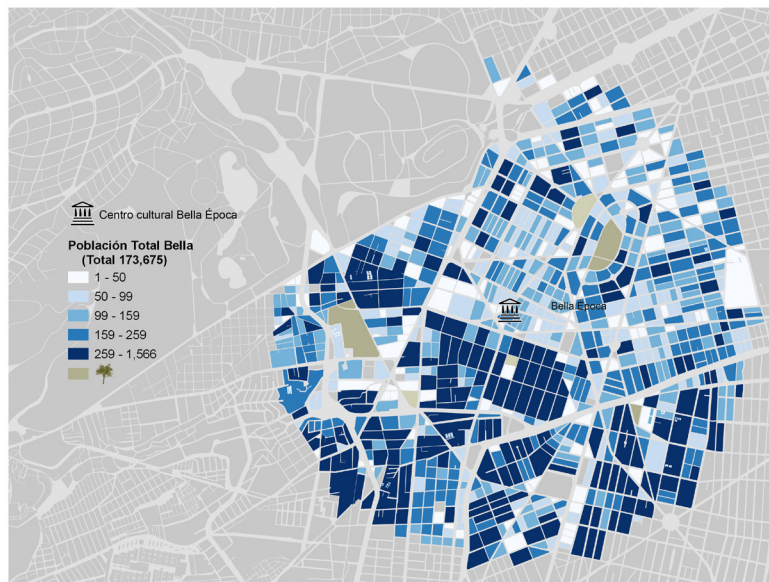 Centro cultural Bella Época
Población Total Bella
(Total 173,675)
1 - 50
50 - 99
99 - 159
159 - 259
259 - 1,566
Bella Época